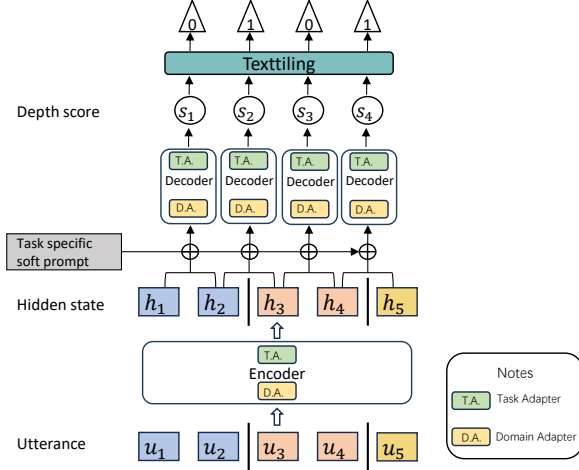 0 1 0 1
Texttiling
Depth score
s1 s2 s3 s4
T.A. T.A. T.A. T.A.
Decoder Decoder Decoder Decoder
D.A. D.A. D.A. D.A.
Task specific
soft prompt
Hidden state
h1 h2 h3 h4 h5
T.A.
Encoder
D.A.
Utterance
u1 u2 u3 u4 u5
Notes
T.A. Task Adapter
D.A. Domain Adapter